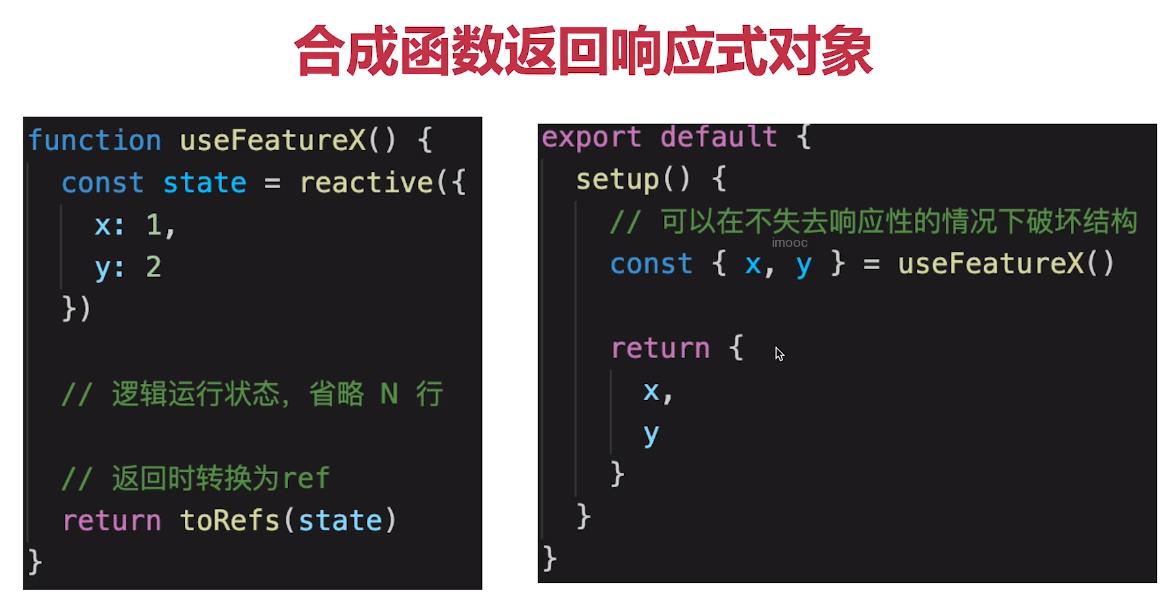 合成函数返回响应式对象
function useFeatureX() {
  const state = reactive({
    x: 1,
    y: 2
  })
  // 逻辑运行状态，省略 N 行
  // 返回时转换为ref
  return toRefs(state)
}
export default {
  setup() {
    // 可以在不失去响应性的情况下破坏结构
imooc
    const { x, y } = useFeatureX()
    return {
      x,
      y
    }
  }
}